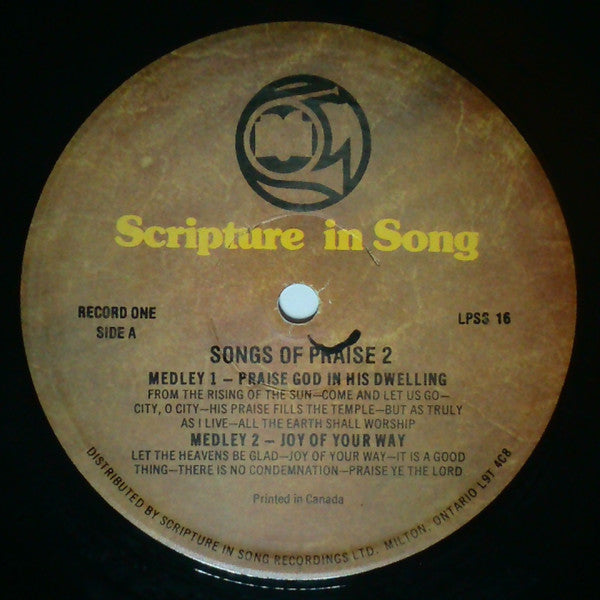 Scripture in Song
RECORD ONE
SIDE A
LPSS 16
SONGS OF PRAISE 2
MEDLEY 1 – PRAISE GOD IN HIS DWELLING
FROM THE RISING OF THE SUN—COME AND LET US GO—
CITY, O CITY—HIS PRAISE FILLS THE TEMPLE—BUT AS TRULY
AS I LIVE—ALL THE EARTH SHALL WORSHIP
MEDLEY 2 – JOY OF YOUR WAY
LET THE HEAVENS BE GLAD—JOY OF YOUR WAY—IT IS A GOOD
THING—THERE IS NO CONDEMNATION—PRAISE YE THE LORD
Printed in Canada
DISTRIBUTED BY SCRIPTURE IN SONG RECORDINGS LTD. MILTON, ONTARIO L9T 4C8